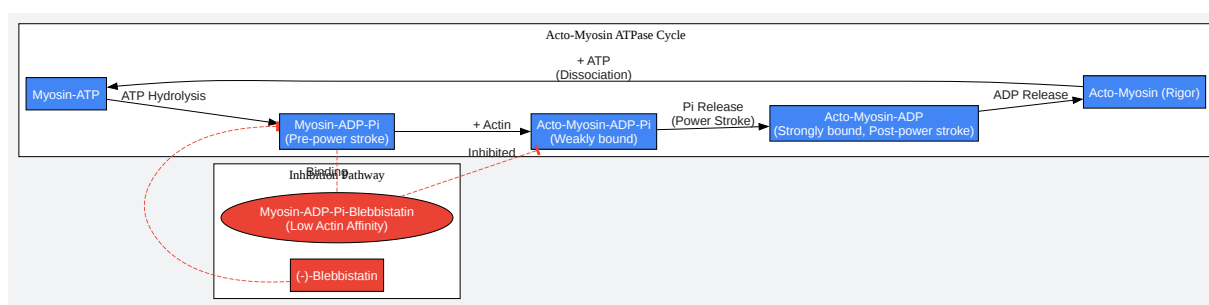 Acto-Myosin ATPase Cycle
+ ATP
(Dissociation)
Myosin-ATP
ATP Hydrolysis
Myosin-ADP-Pi
(Pre-power stroke)
+ Actin
Acto-Myosin-ADP-Pi
(Weakly bound)
Pi Release
(Power Stroke)
Acto-Myosin-ADP
(Strongly bound, Post-power stroke)
ADP Release
Acto-Myosin (Rigor)
Inhibited
Binding
Inhibition Pathway
Myosin-ADP-Pi-Blebbistatin
(Low Actin Affinity)
(-)-Blebbistatin